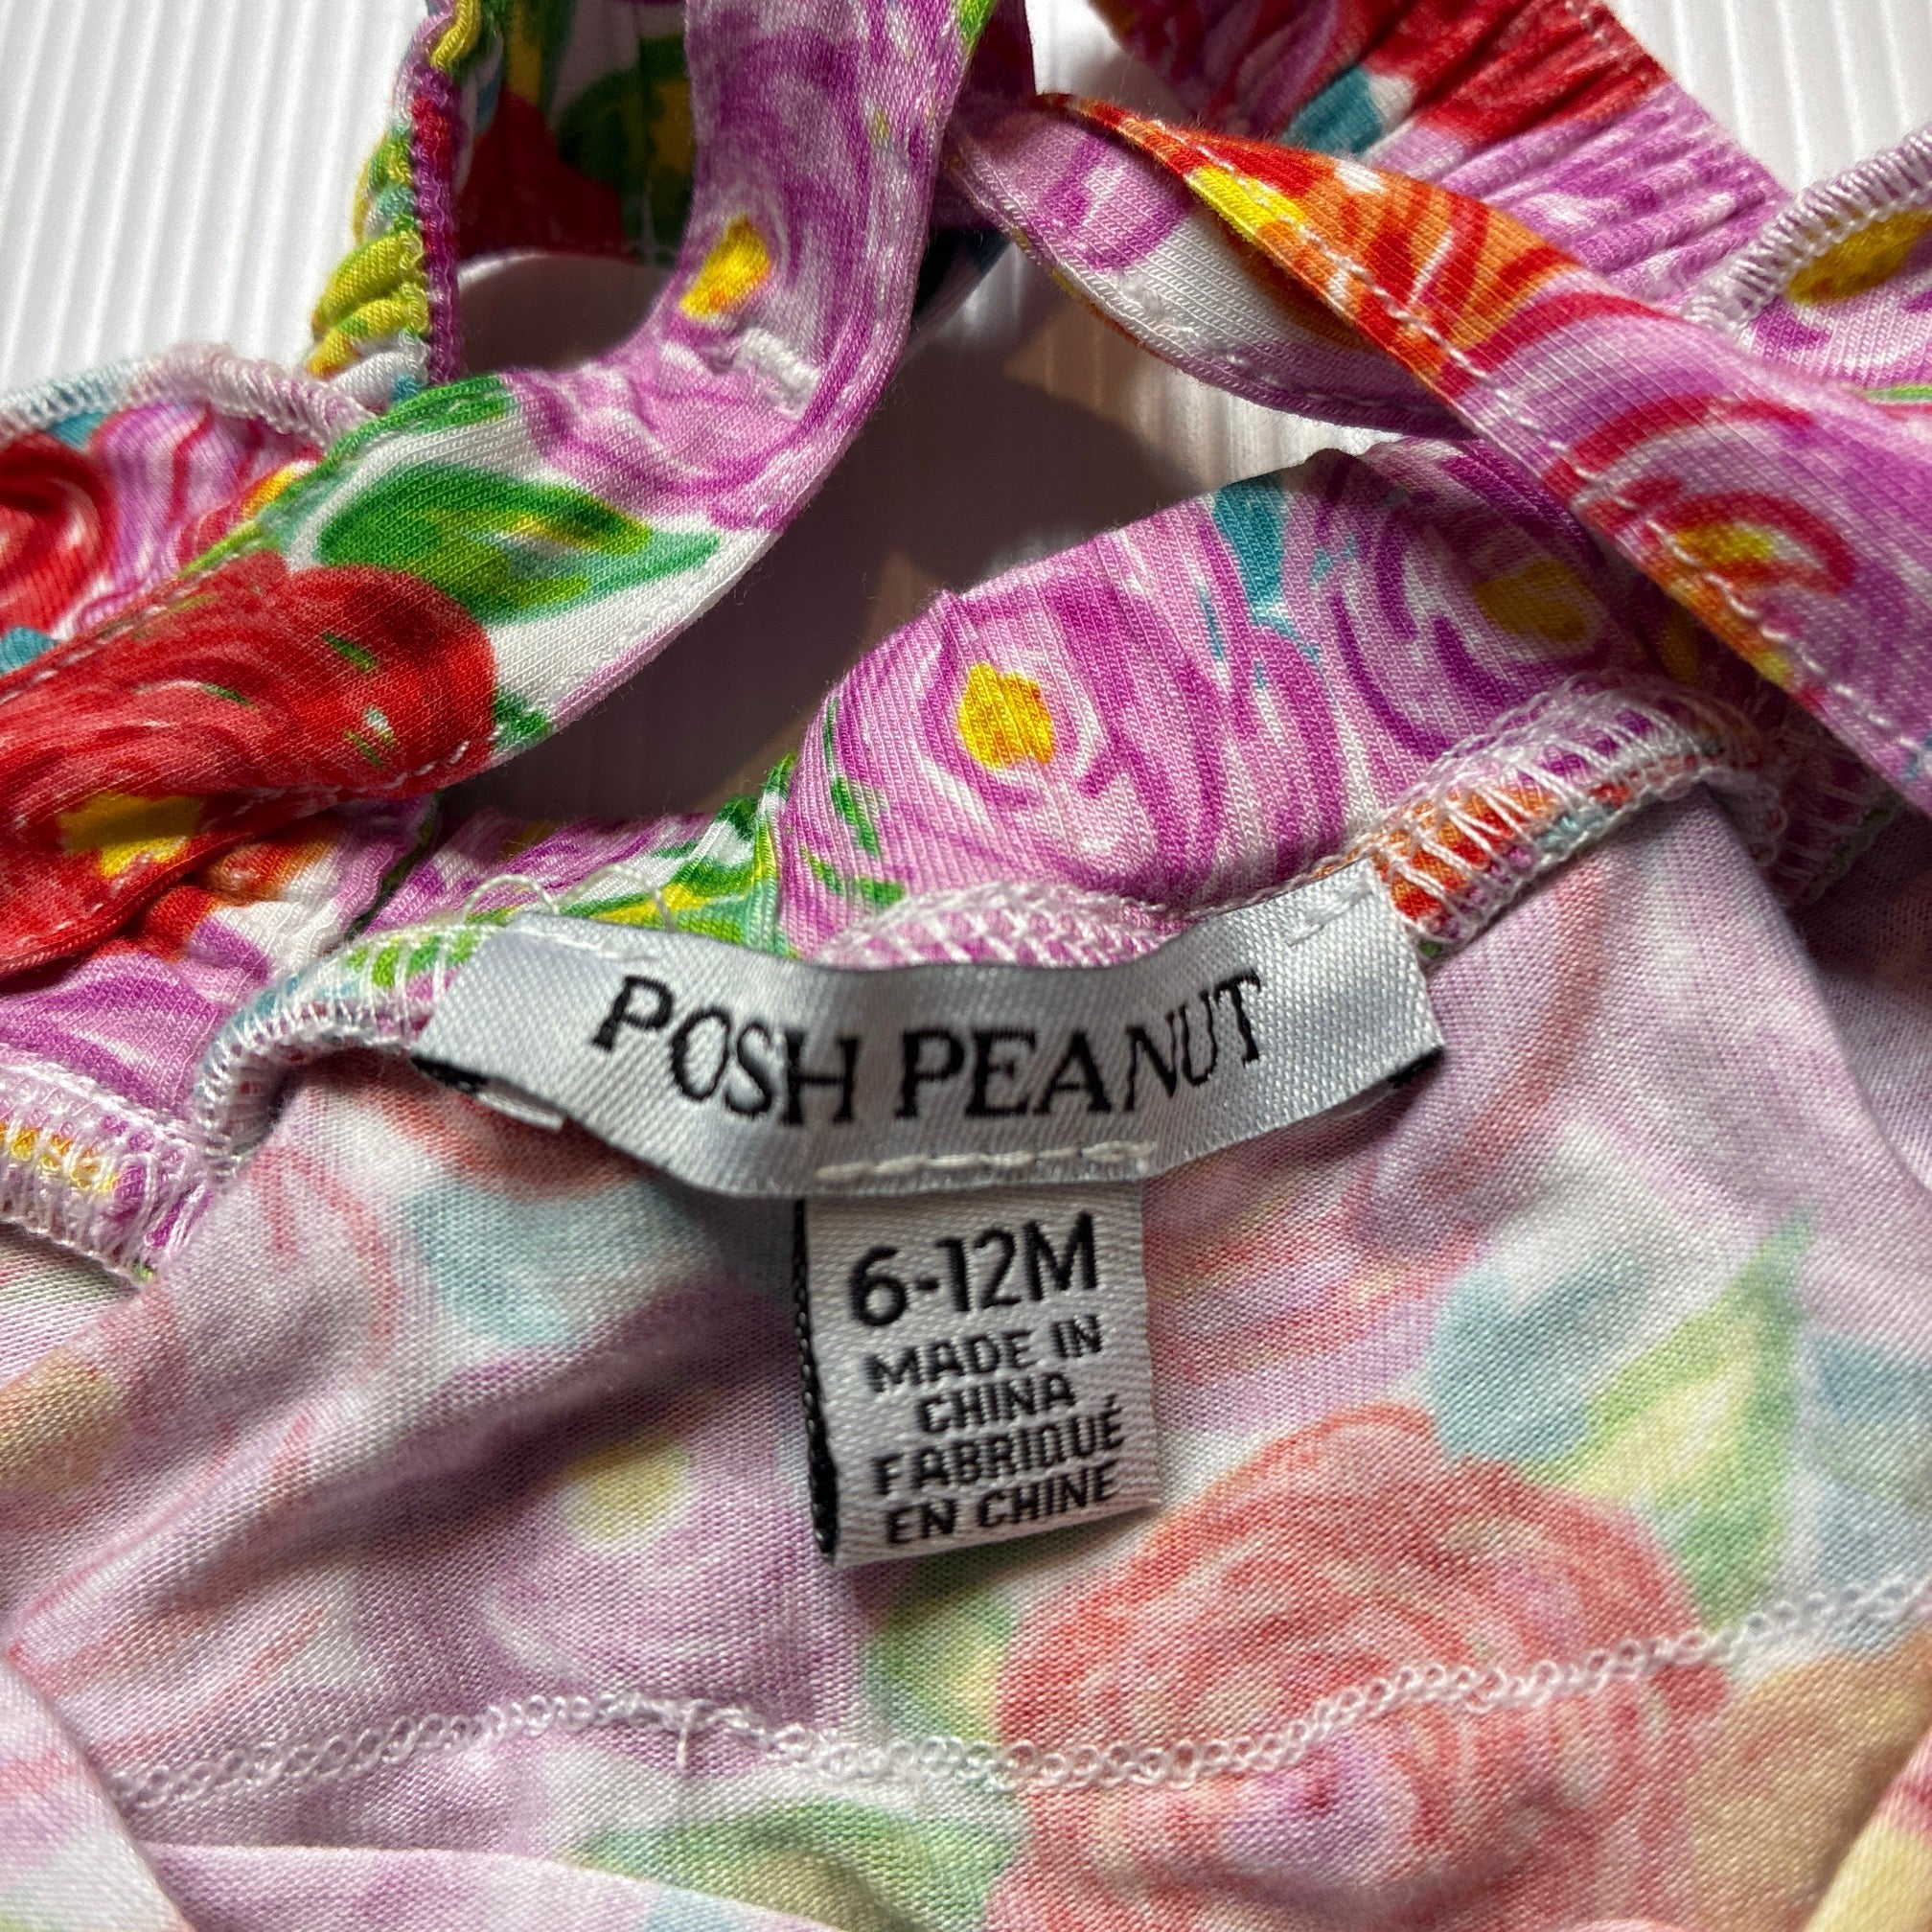 POSH PEANUT
6-12M
MADE IN
CHINA
FABRIQUÉ
EN CHINE